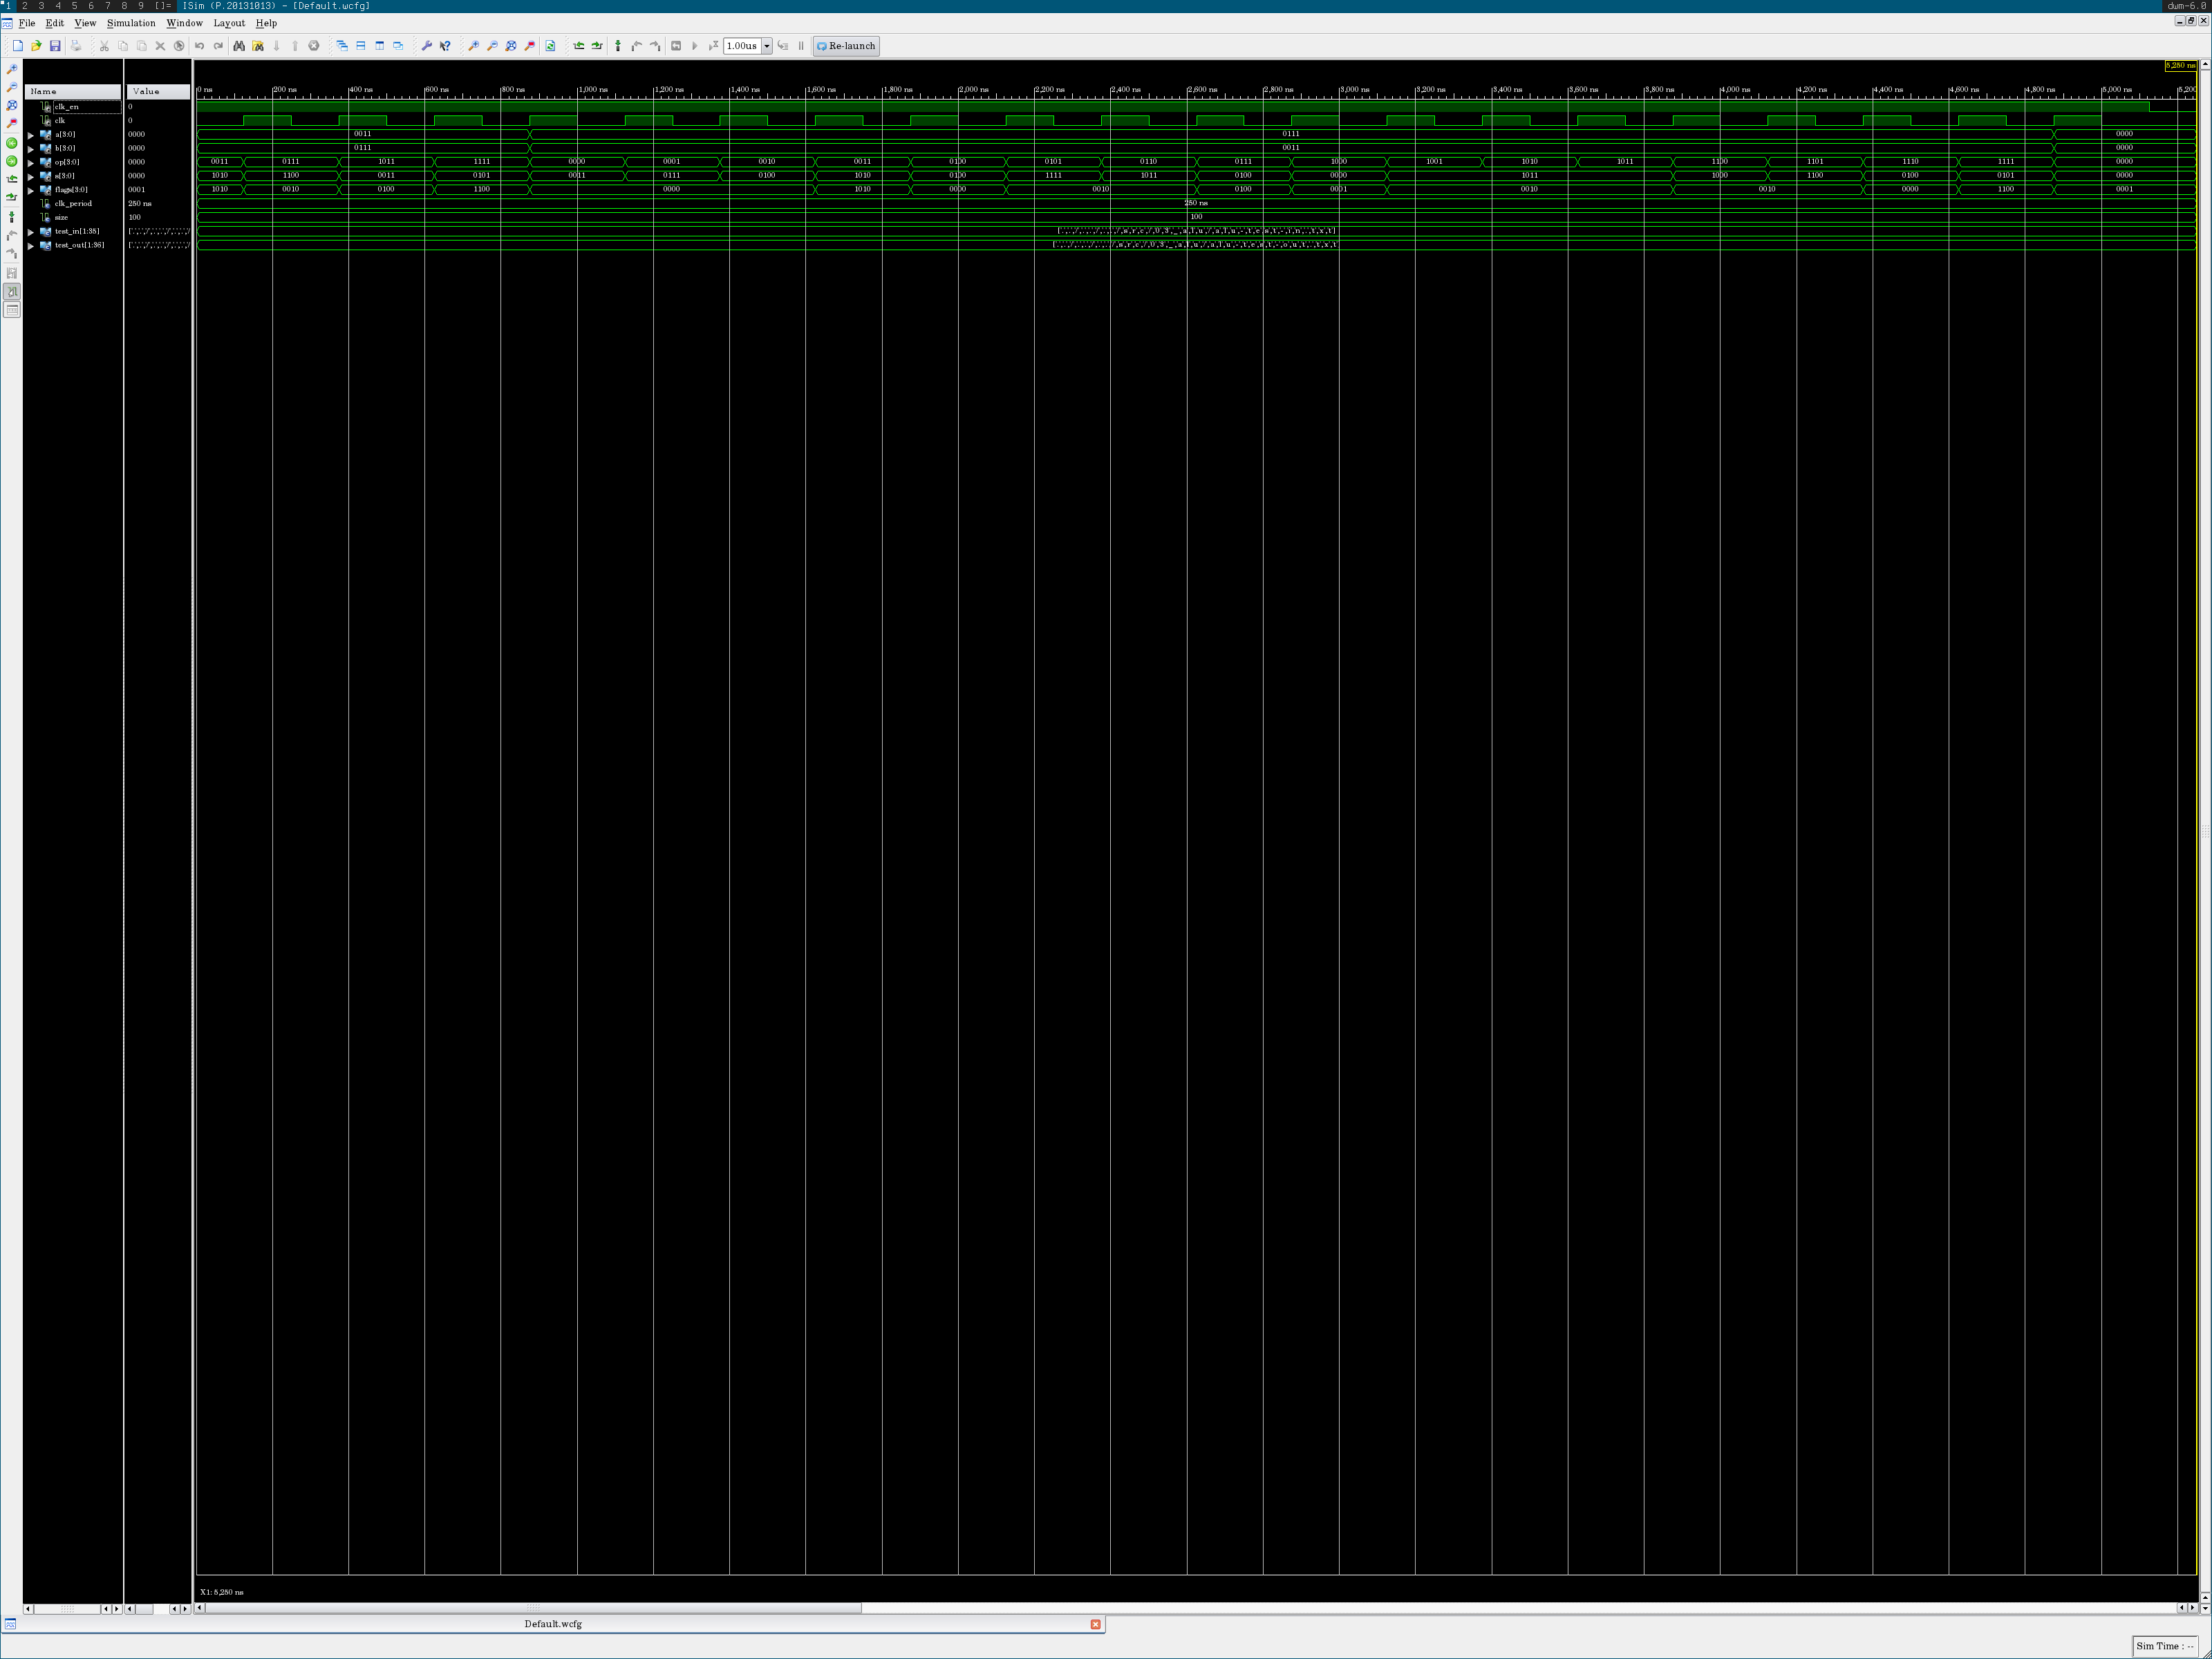 1 2 3 4 5 6 7 8 9 []= ISim (P.20131013) - [Default.wcfg] dwm-6.0
File Edit View Simulation Window Layout Help
1.00us Re-launch
5,250 ns
Name Value
0 ns 200 ns 400 ns 600 ns 800 ns 1,000 ns 1,200 ns 1,400 ns 1,600 ns 1,800 ns 2,000 ns 2,200 ns 2,400 ns 2,600 ns 2,800 ns 3,000 ns 3,200 ns 3,400 ns 3,600 ns 3,800 ns 4,000 ns 4,200 ns 4,400 ns 4,600 ns 4,800 ns 5,000 ns 5,200
clk_en 0
clk 0
a[3:0] 0000 0011 0111 0000
b[3:0] 0000 0111 0011 0000
op[3:0] 0000 0011 0111 1011 1111 0000 0001 0010 0011 0100 0101 0110 0111 1000 1001 1010 1011 1100 1101 1110 1111 0000
s[3:0] 0000 1010 1100 0011 0101 0011 0111 0100 1010 0100 1111 1011 0100 0000 1011 1000 1100 0100 0101 0000
flags[3:0] 0001 1010 0010 0100 1100 0000 1010 0000 0010 0100 0001 0010 0010 0000 1100 0001
clk_period 250 ns 250 ns
size 100 100
test_in[1:35]
test_out[1:36]
X1: 5,250 ns
Default.wcfg
Sim Time : --